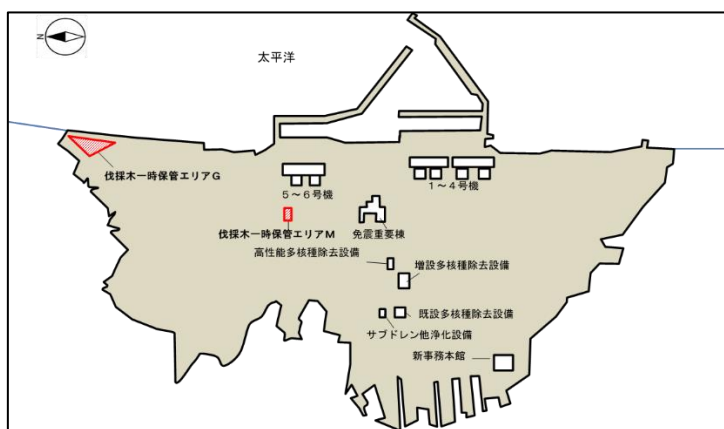 N
太平洋
伐採木一時保管エリアG
5～6号機
1～4号機
伐採木一時保管エリアM
免震重要棟
高性能多核種除去設備
増設多核種除去設備
既設多核種除去設備
サブドレン他浄化設備
新事務本館